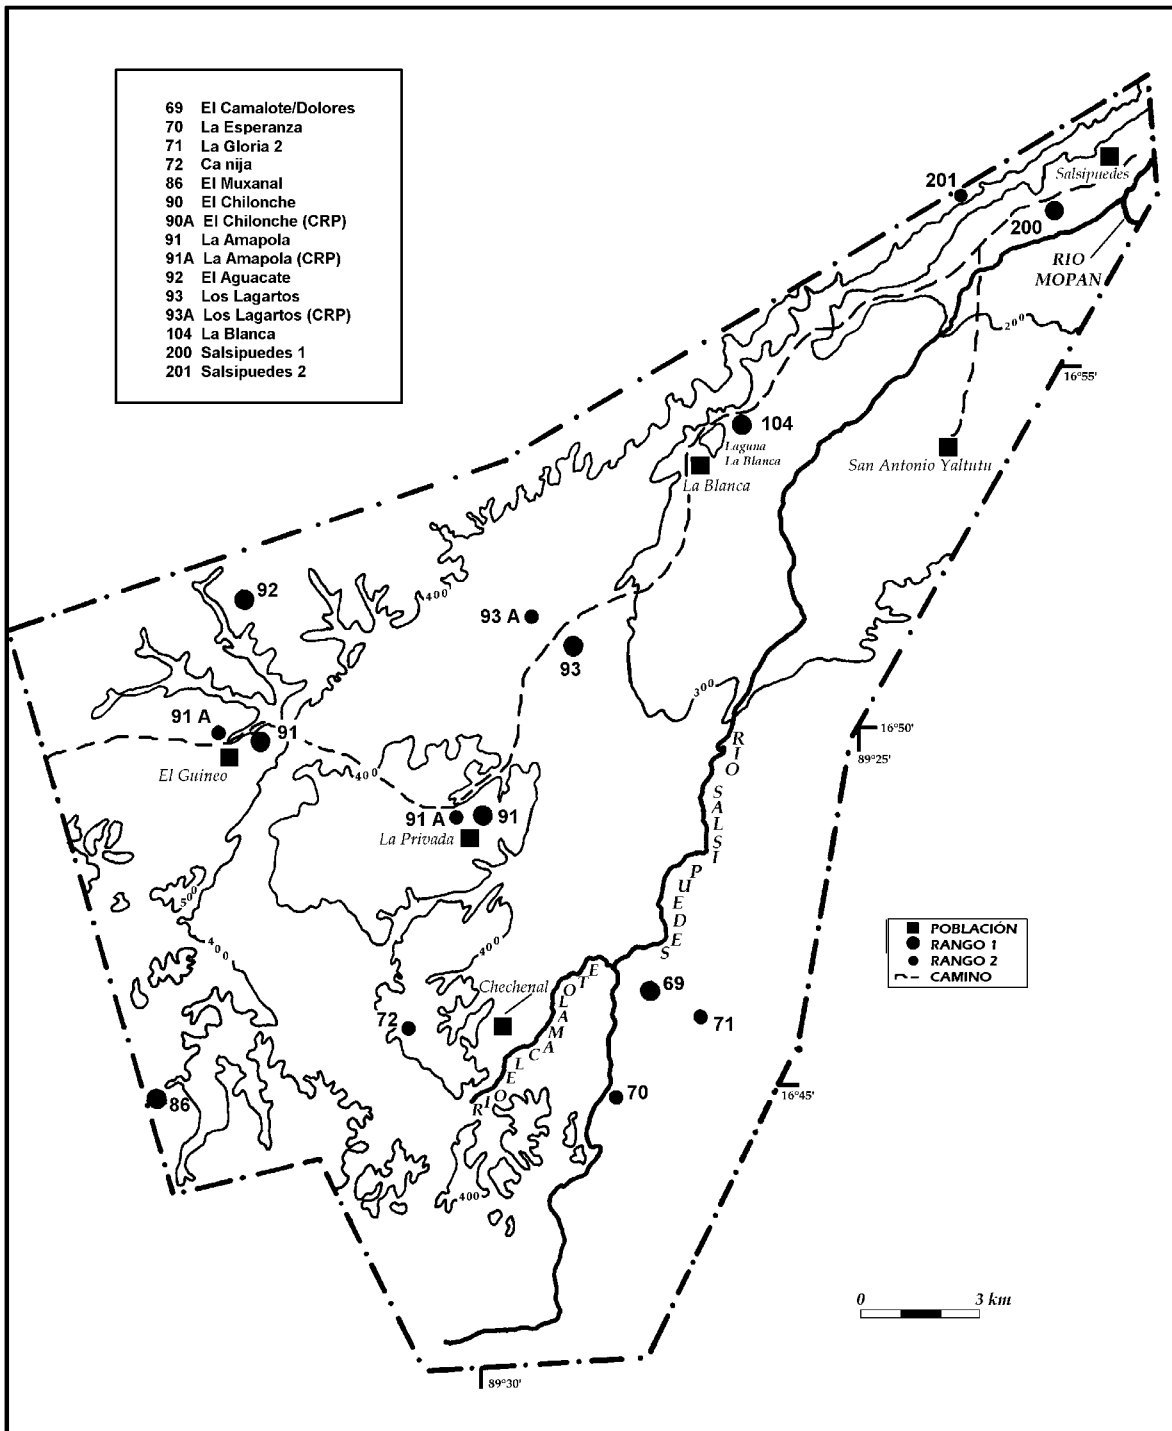 69 El Camalote/Dolores
70 La Esperanza
71 La Gloria 2
72 Ca nija
86 El Muxanal
90 El Chilonche
90A El Chilonche (CRP)
91 La Amapola
91A La Amapola (CRP)
92 El Aguacate
93 Los Lagartos
93A Los Lagartos (CRP)
104 La Blanca
200 Salsipuedes 1
201 Salsipuedes 2
201
Salsipuedes
200
RIO
MOPAN
200
16°55'
104
Laguna
La Blanca
La Blanca
San Antonio Yaltutu
92
400
93 A
93
300
91 A
91
El Guineo
16°50'
89°25'
400
91 A
91
La Privada
RIO SALSI PUEDES
500
400
400
POBLACIÓN
RANGO 1
RANGO 2
CAMINO
Chechenal
69
71
72
RIO EL CAMALOTE
70
16°45'
86
400
0 3 km
89°30'